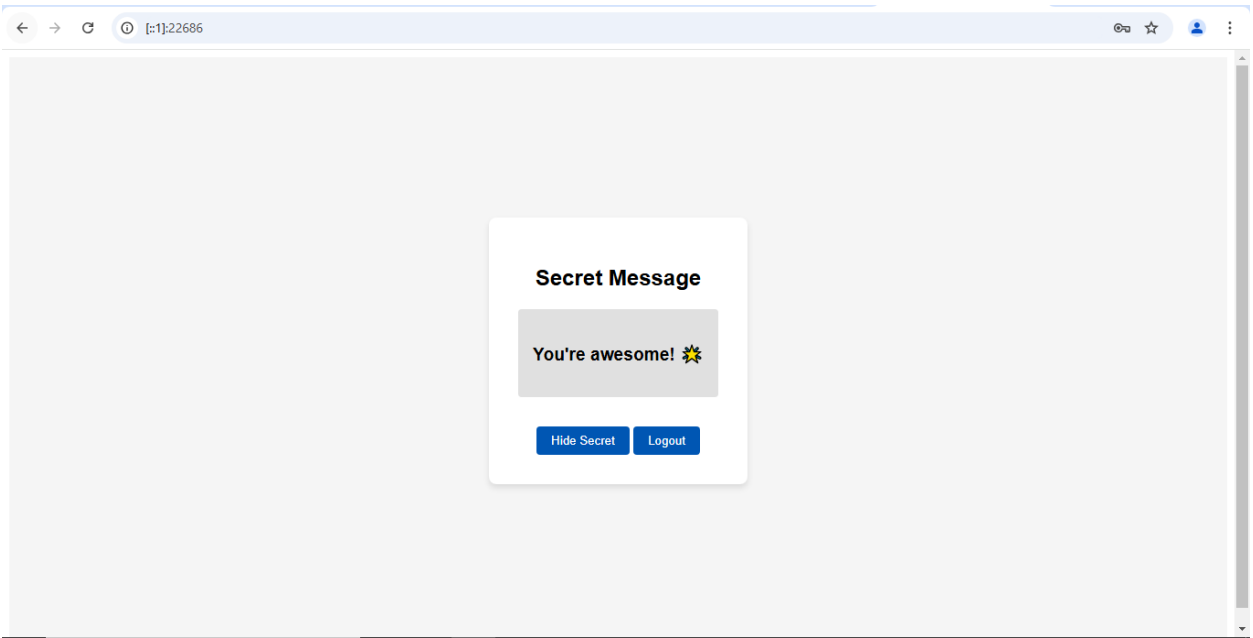 [::1]:22686
Secret Message
You're awesome! 🌟
Hide Secret
Logout